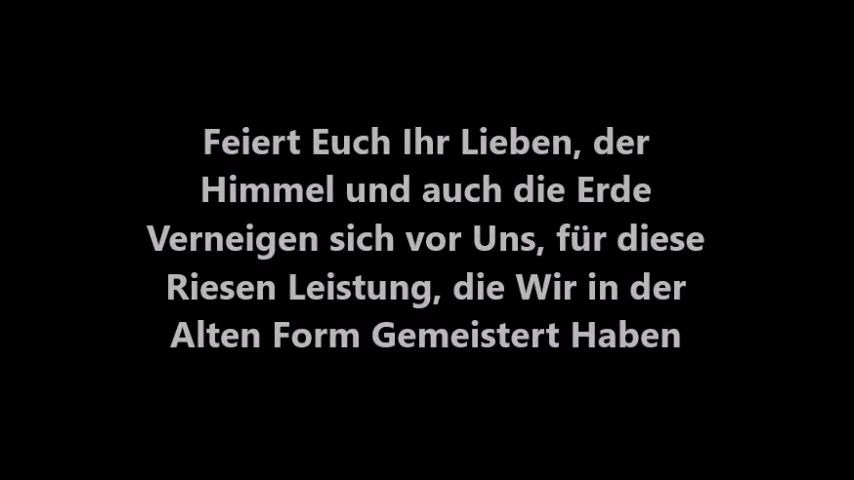 Feiert Euch Ihr Lieben, der
Himmel und auch die Erde
Verneigen sich vor Uns, für diese
Riesen Leistung, die Wir in der
Alten Form Gemeistert Haben